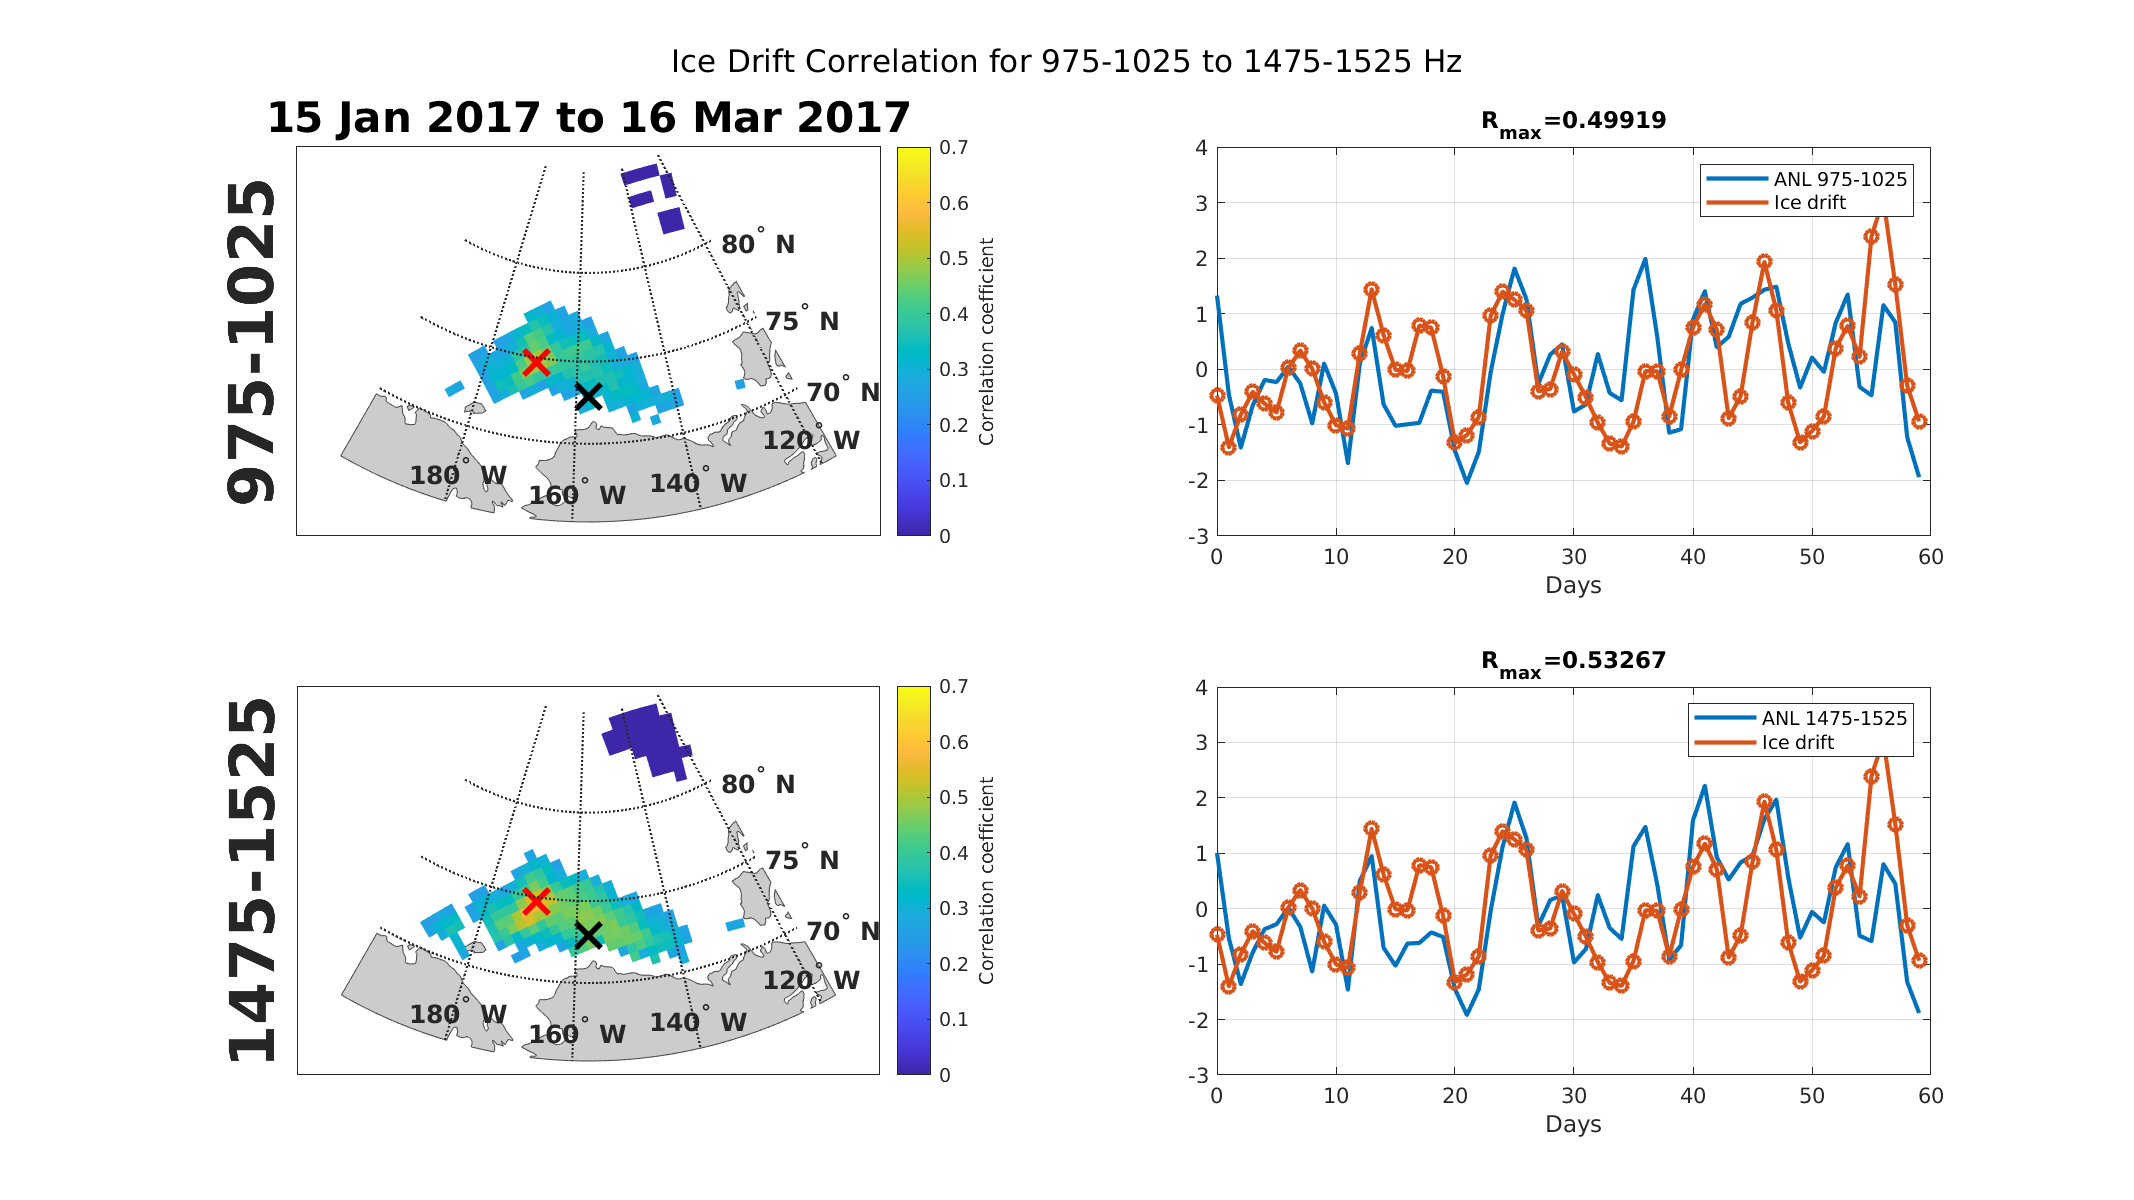 Ice Drift Correlation for 975-1025 to 1475-1525 Hz
15 Jan 2017 to 16 Mar 2017
975-1025
80° N
75° N
70° N
120° W
180° W
160° W
140° W
0.7
0.6
0.5
0.4
0.3
0.2
0.1
0
Correlation coefficient
Rmax=0.49919
4
3
2
1
0
-1
-2
-3
ANL 975-1025
Ice drift
0 10 20 30 40 50 60
Days
1475-1525
80° N
75° N
70° N
120° W
180° W
160° W
140° W
0.7
0.6
0.5
0.4
0.3
0.2
0.1
0
Correlation coefficient
Rmax=0.53267
4
3
2
1
0
-1
-2
-3
ANL 1475-1525
Ice drift
0 10 20 30 40 50 60
Days